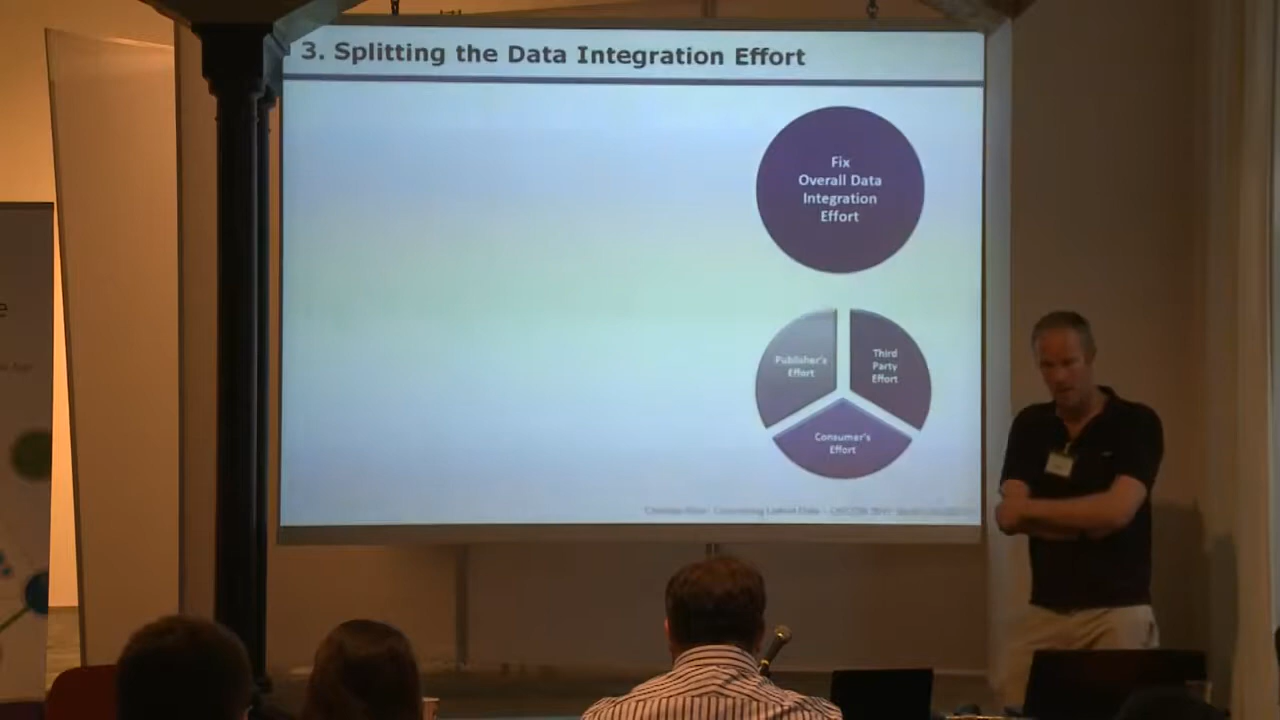 3. Splitting the Data Integration Effort
Fix
Overall Data
Integration
Effort
Publisher's
Effort
Third
Party
Effort
Consumer's
Effort